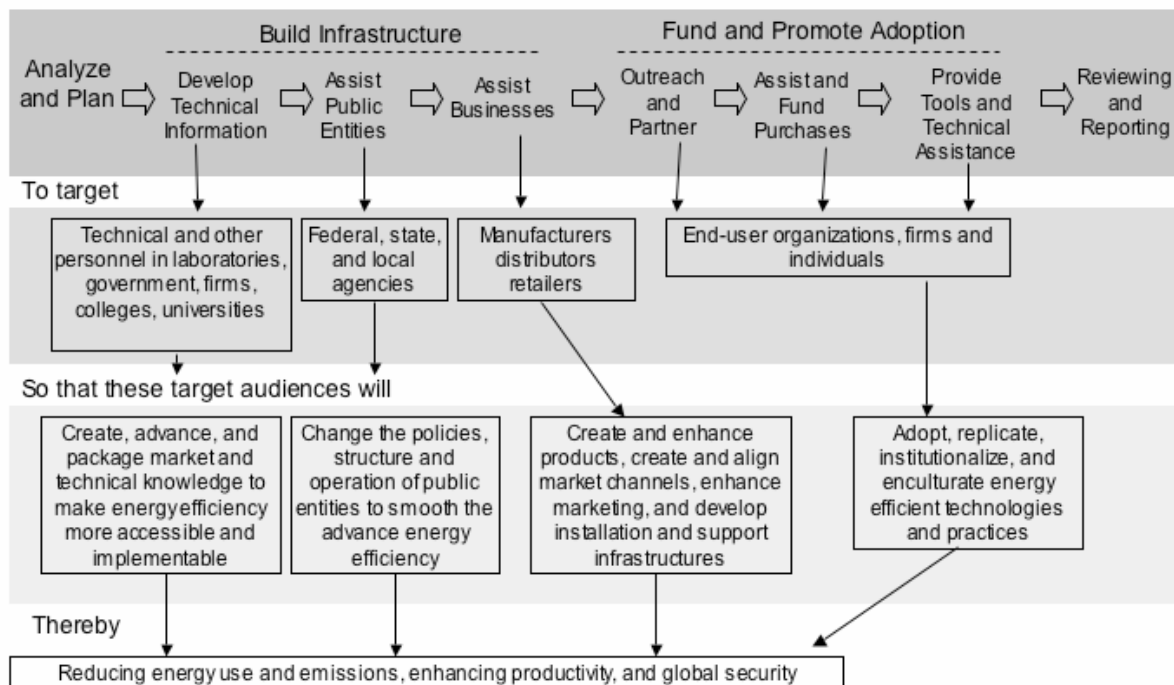 Build Infrastructure
Fund and Promote Adoption
Analyze
and Plan
Develop
Technical
Information
Assist
Public
Entities
Assist
Businesses
Outreach
and
Partner
Assist and
Fund
Purchases
Provide
Tools and
Technical
Assistance
Reviewing
and
Reporting
To target
Technical and other
personnel in laboratories,
government, firms,
colleges, universities
Federal, state,
and local
agencies
Manufacturers
distributors
retailers
End-user organizations, firms and
individuals
So that these target audiences will
Create, advance, and
package market and
technical knowledge to
make energy efficiency
more accessible and
implementable
Change the policies,
structure and
operation of public
entities to smooth the
advance energy
efficiency
Create and enhance
products, create and align
market channels, enhance
marketing, and develop
installation and support
infrastructures
Adopt, replicate,
institutionalize, and
enculturate energy
efficient technologies
and practices
Thereby
Reducing energy use and emissions, enhancing productivity, and global security